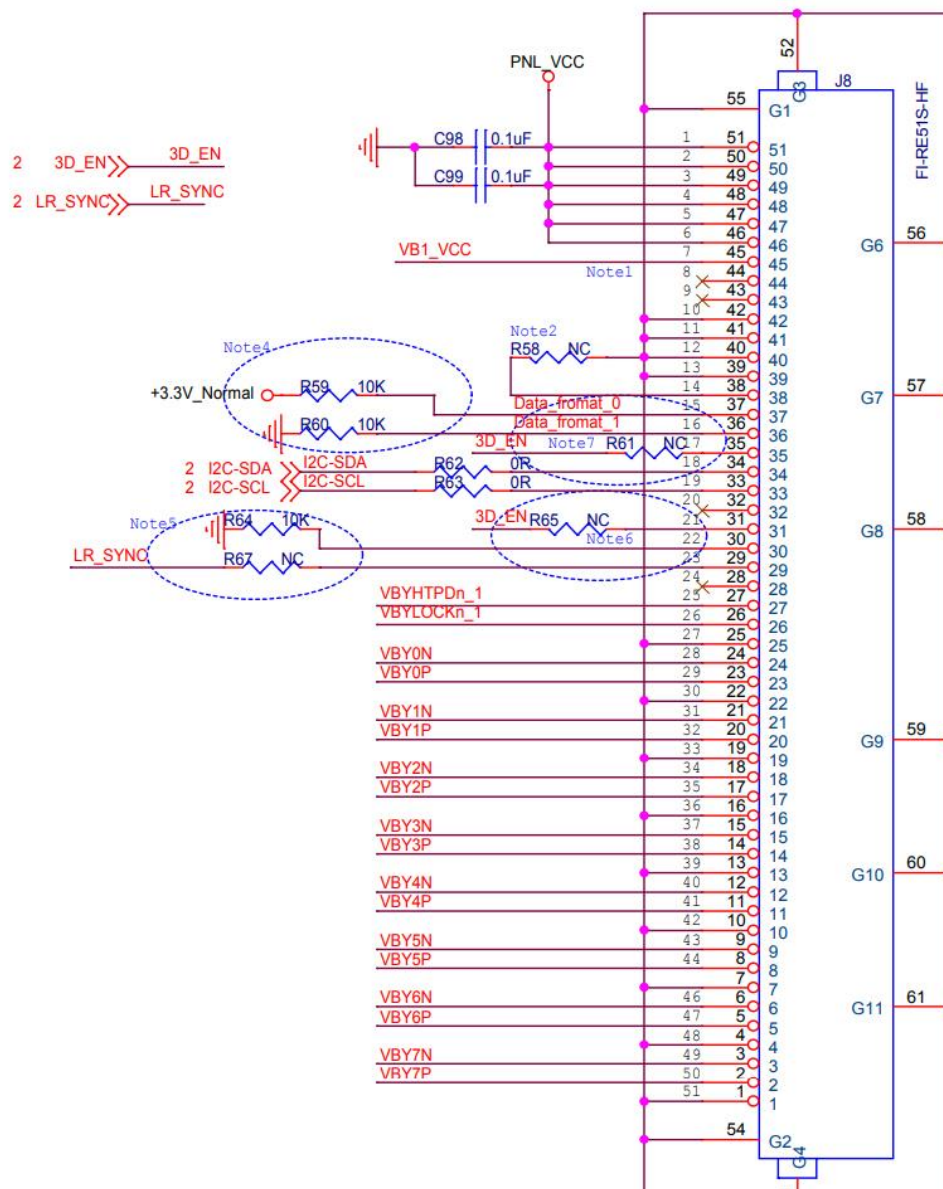 52
PNL_VCC
G3
J8
FI-RE51S-HF
55
G1
C98 0.1uF
1 51 51
2 3D_EN 3D_EN
2 50 50
C99 0.1uF
3 49 49
2 LR_SYNC LR_SYNC
4 48 48
5 47 47
6 46 46
G6 56
VB1_VCC
7 45 45
Note1
8 44 44
9 43 43
10 42 42
11 41 41
Note2
Note4
R58 NC
12 40 40
13 39 39
+3.3V_Normal R59 10K
14 38 38
G7 57
Data_fromat_0
15 37 37
R60 10K
Data_fromat_1
16 36 36
3D_EN Note7 R61 NC
17 35 35
2 I2C-SDA I2C-SDA R62 0R
18 34 34
2 I2C-SCL I2C-SCL R63 0R
19 33 33
20 32 32
Note5 R64 10K
3D_EN R65 NC
21 31 31
G8 58
Note6
22 30 30
LR_SYNC R67 NC
23 29 29
24 28 28
VBYHTPDn_1
25 27 27
VBYLOCKn_1
26 26 26
27 25 25
VBY0N
28 24 24
VBY0P
29 23 23
30 22 22
VBY1N
31 21 21
VBY1P
32 20 20
G9 59
33 19 19
VBY2N
34 18 18
VBY2P
35 17 17
36 16 16
VBY3N
37 15 15
VBY3P
38 14 14
39 13 13
G10 60
VBY4N
40 12 12
VBY4P
41 11 11
42 10 10
VBY5N
43 9 9
VBY5P
44 8 8
7 7
VBY6N
46 6 6
G11 61
VBY6P
47 5 5
48 4 4
VBY7N
49 3 3
VBY7P
50 2 2
51 1 1
54
G2
G4